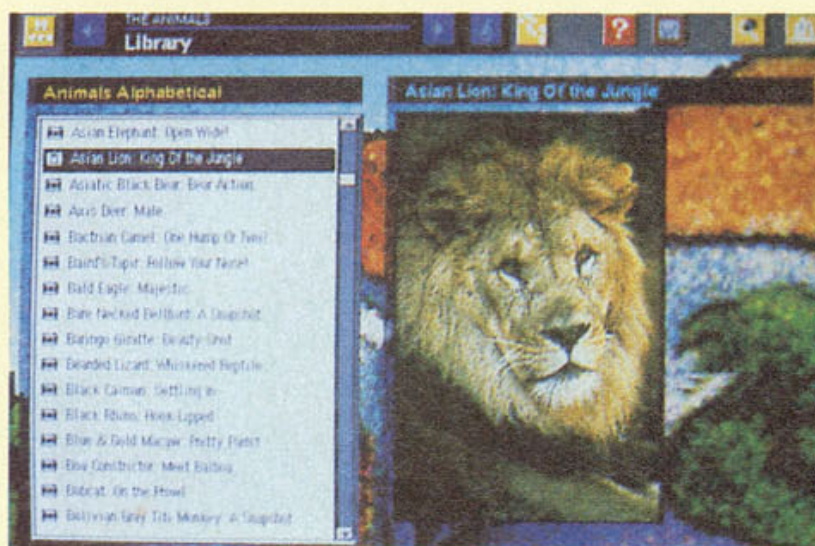 THE ANIMALS
Library
Animals Alphabetical
Asian Elephant: Open Wide!
Asian Lion: King Of the Jungle
Asiatic Black Bear: Bear Action
Axis Deer: Male
Bactrian Camel: One Hump Or Two?
Baird's Tapir: Follow Your Nose!
Bald Eagle: Majestic
Bare Necked Bellbird: A Snapshot
Baringo Giraffe: Beauty Shot
Bearded Lizard: Whiskered Reptile
Black Caiman: Settling In
Black Rhino: Hook-Lipped
Blue & Gold Macaw: Pretty Parrot
Boa Constrictor: Meet
Bobcat: On the Prowl
Bolivian Grey Titi Monkey: A Snapshot
Asian Lion: King Of the Jungle
?